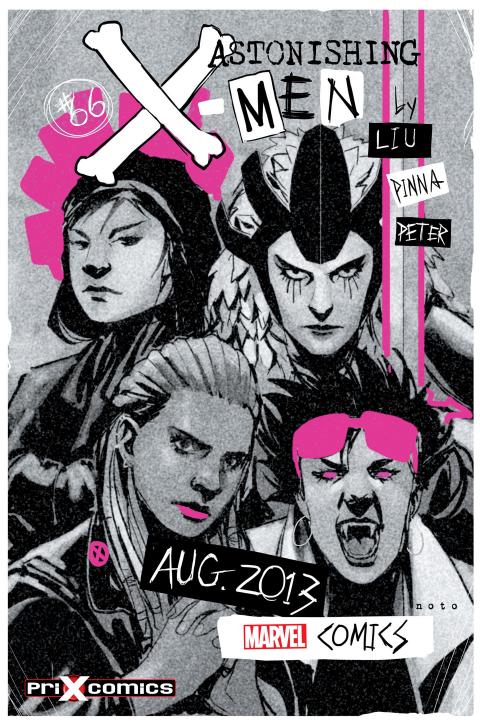 ASTONISHING
X-MEN
#66
by
LIU
PINNA
PETER
AUG. 2013
noto
MARVEL COMICS
PriXcomics